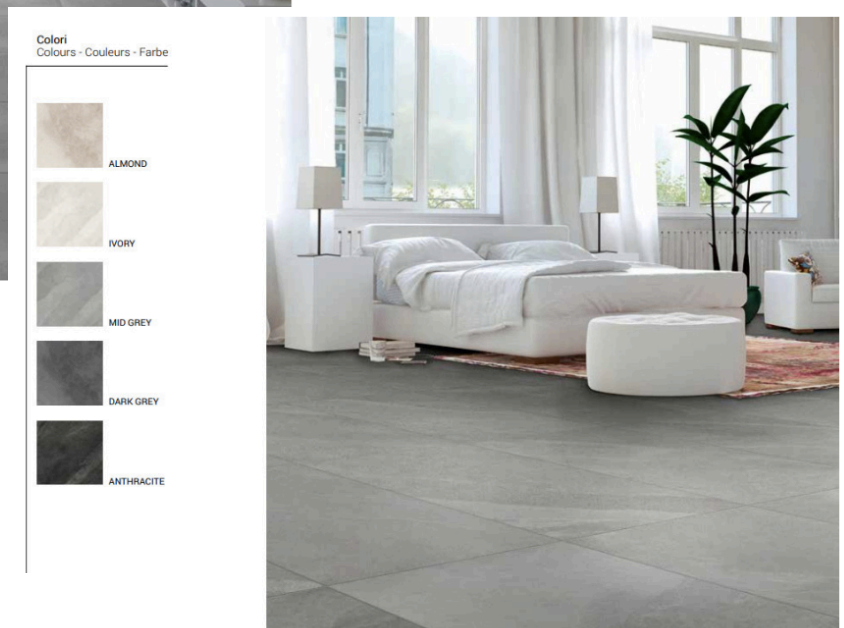 Colori
Colours - Couleurs - Farbe
ALMOND
IVORY
MID GREY
DARK GREY
ANTHRACITE